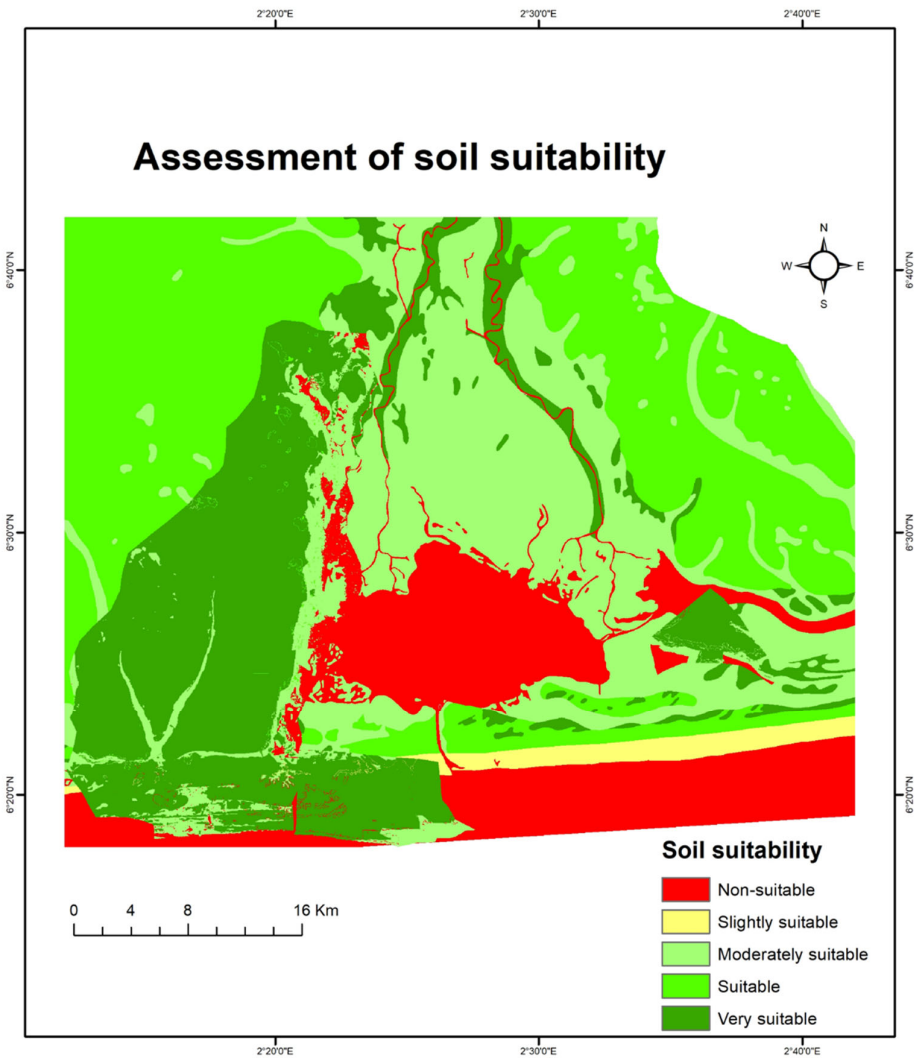 2°20'0"E 2°30'0"E 2°40'0"E
Assessment of soil suitability
N
W E
S
6°40'0"N 6°40'0"N
6°30'0"N 6°30'0"N
6°20'0"N 6°20'0"N
Soil suitability
Non-suitable
Slightly suitable
Moderately suitable
Suitable
Very suitable
0 4 8 16 Km
2°20'0"E 2°30'0"E 2°40'0"E